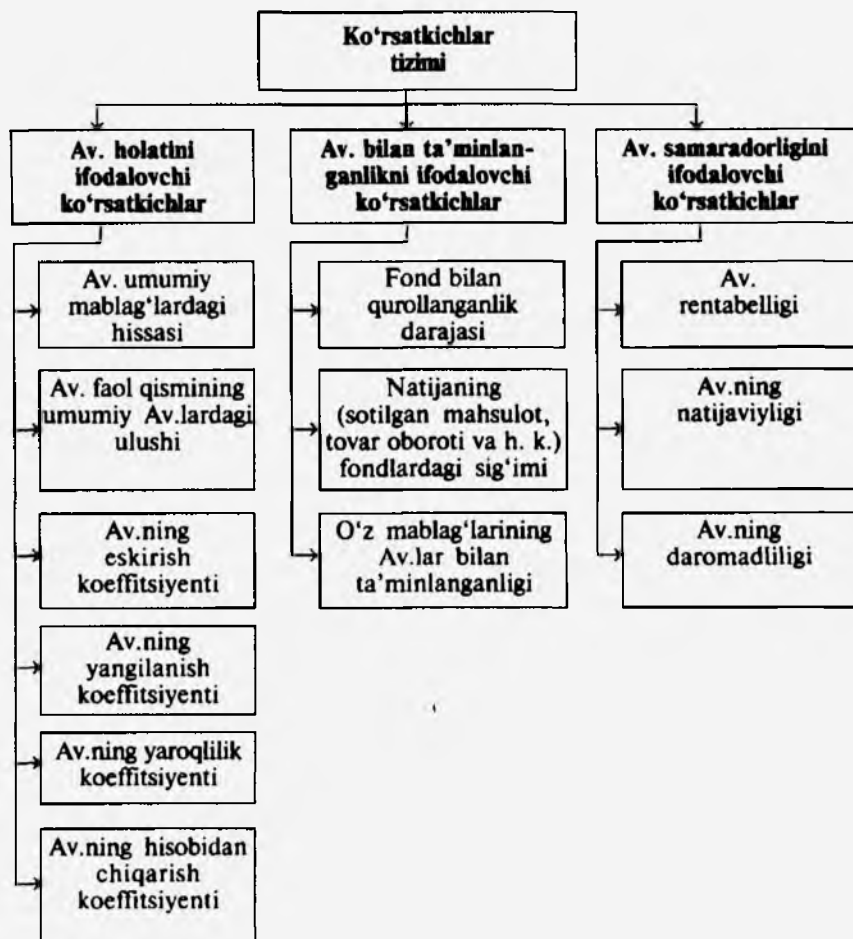 Ko‘rsatkichlar
tizimi
Av. holatini
ifodalovchi
ko‘rsatkichlar
Av. bilan ta’minlan-
ganlikni ifodalovchi
ko‘rsatkichlar
Av. samaradorligini
ifodalovchi
ko‘rsatkichlar
Av. umumiy
mablag‘lardagi
hissasi
Av. faol qismining
umumiy Av.lardagi
ulushi
Av.ning
eskirish
koeffitsiyenti
Av.ning
yangilanish
koeffitsiyenti
Av.ning yaroqlilik
koeffitsiyenti
Av.ning hisobidan
chiqarish
koeffitsiyenti
Fond bilan
qurollanganlik
darajasi
Natijaning
(sotilgan mahsulot,
tovar oboroti va h. k.)
fondlardagi sig‘imi
O‘z mablag‘larining
Av.lar bilan
ta’minlanganligi
Av.
rentabelligi
Av.ning
natijaviyligi
Av.ning
daromadliligi